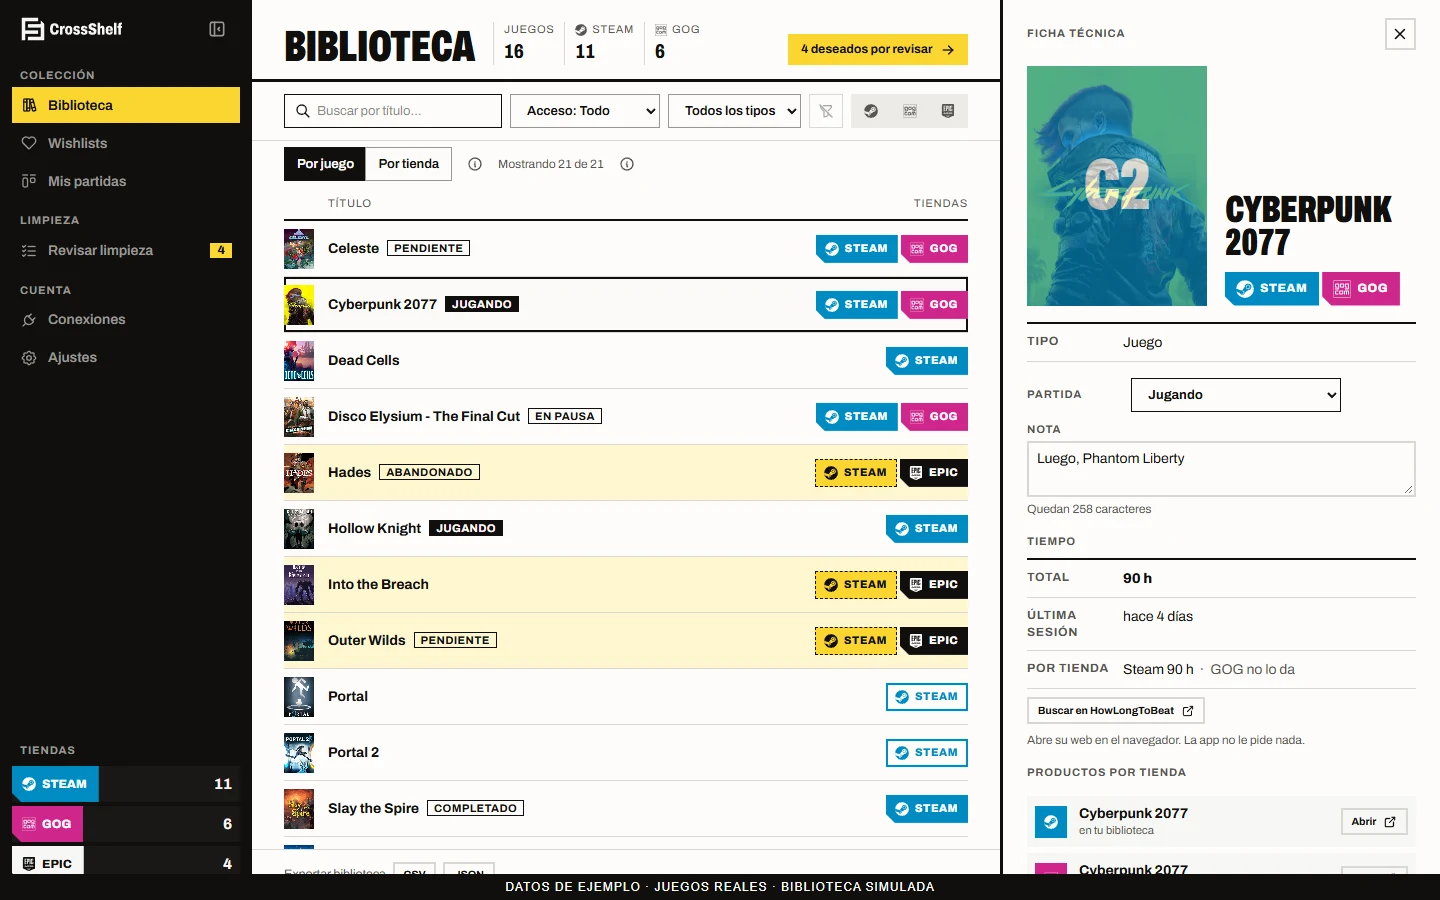 CrossShelf
COLECCIÓN
Biblioteca
Wishlists
Mis partidas
LIMPIEZA
Revisar limpieza 4
CUENTA
Conexiones
Ajustes
TIENDAS
STEAM 11
GOG 6
EPIC 4
BIBLIOTECA
JUEGOS
16
STEAM
11
GOG
6
4 deseados por revisar
Buscar por título...
Acceso: Todo
Todos los tipos
Por juego
Por tienda
Mostrando 21 de 21
TÍTULO TIENDAS
Celeste PENDIENTE STEAM GOG
Cyberpunk 2077 JUGANDO STEAM GOG
Dead Cells STEAM
Disco Elysium - The Final Cut EN PAUSA STEAM GOG
Hades ABANDONADO STEAM EPIC
Hollow Knight JUGANDO STEAM
Into the Breach STEAM EPIC
Outer Wilds PENDIENTE STEAM EPIC
Portal STEAM
Portal 2 STEAM
Slay the Spire COMPLETADO STEAM
Exportar biblioteca CSV JSON
FICHA TÉCNICA
C2
CYBERPUNK
2077
STEAM GOG
TIPO Juego
PARTIDA Jugando
NOTA
Luego, Phantom Liberty
Quedan 258 caracteres
TIEMPO
TOTAL 90 h
ÚLTIMA SESIÓN hace 4 días
POR TIENDA Steam 90 h · GOG no lo da
Buscar en HowLongToBeat
Abre su web en el navegador. La app no le pide nada.
PRODUCTOS POR TIENDA
Cyberpunk 2077
en tu biblioteca
Abrir
Cyberpunk 2077
DATOS DE EJEMPLO · JUEGOS REALES · BIBLIOTECA SIMULADA